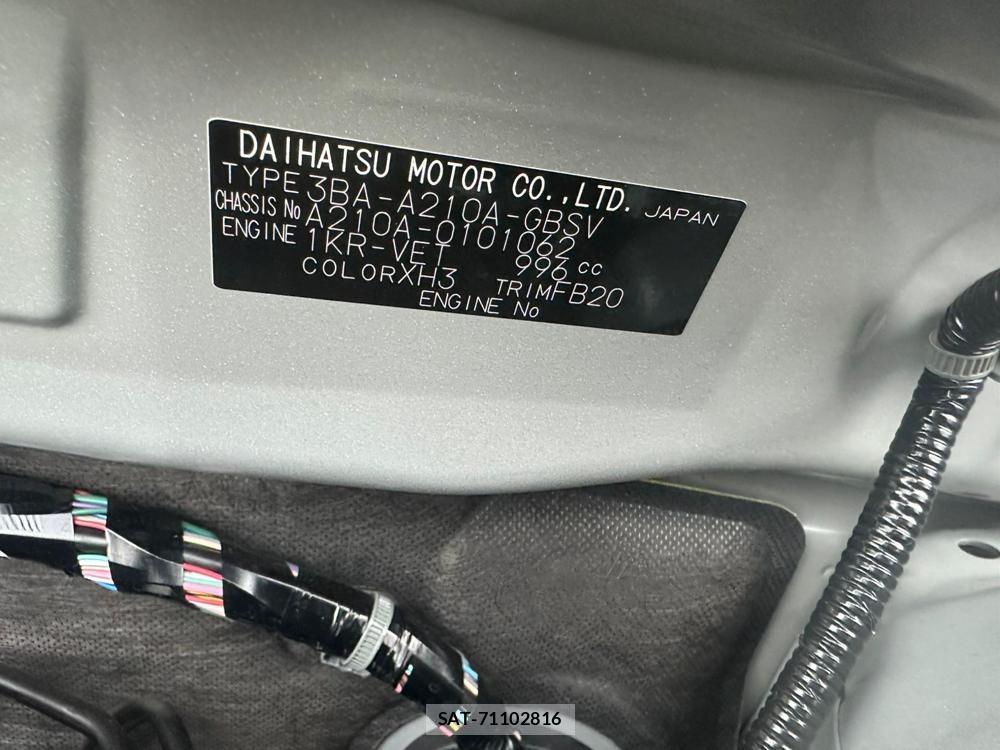 DAIHATSU MOTOR CO.,LTD. JAPAN
TYPE 3BA-A210A-GBSV
CHASSIS No A210A-0101062
ENGINE 1KR-VET 996 cc
COLOR XH3 TRIM FB20
ENGINE No
SAT-71102816